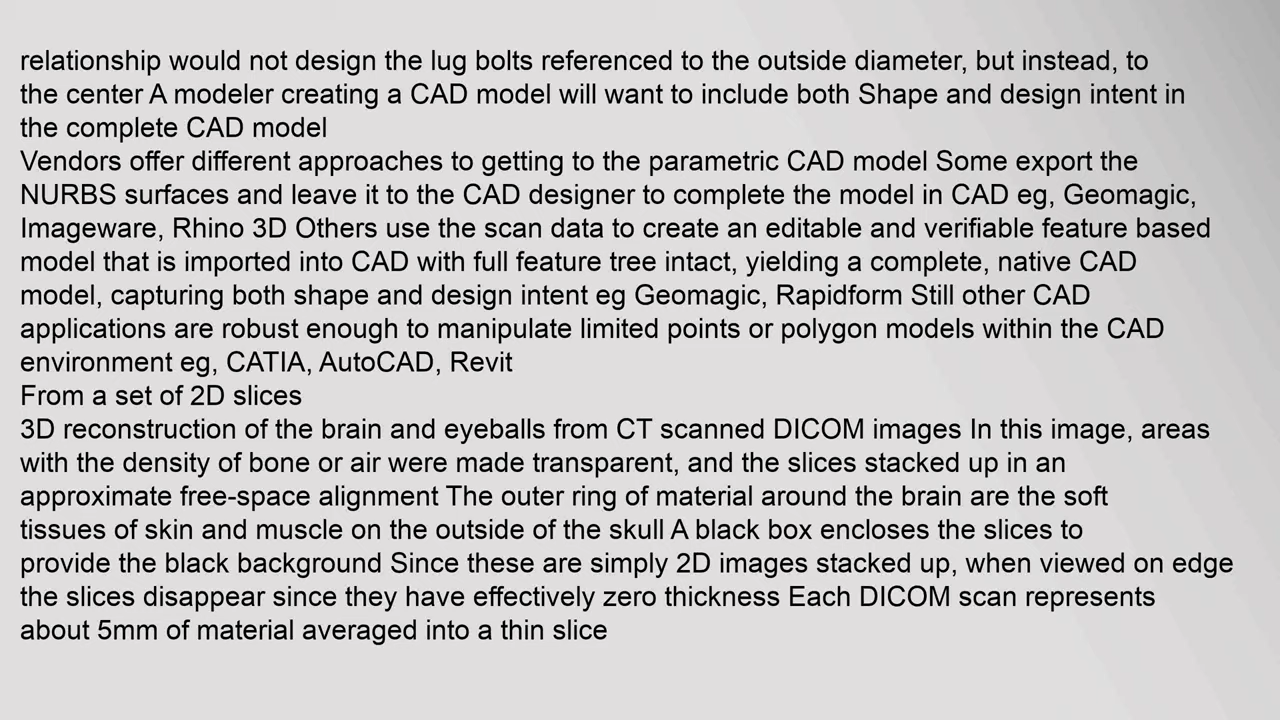 relationship would not design the lug bolts referenced to the outside diameter, but instead, to
the center A modeler creating a CAD model will want to include both Shape and design intent in
the complete CAD model
Vendors offer different approaches to getting to the parametric CAD model Some export the
NURBS surfaces and leave it to the CAD designer to complete the model in CAD eg, Geomagic,
Imageware, Rhino 3D Others use the scan data to create an editable and verifiable feature based
model that is imported into CAD with full feature tree intact, yielding a complete, native CAD
model, capturing both shape and design intent eg Geomagic, Rapidform Still other CAD
applications are robust enough to manipulate limited points or polygon models within the CAD
environment eg, CATIA, AutoCAD, Revit
From a set of 2D slices
3D reconstruction of the brain and eyeballs from CT scanned DICOM images In this image, areas
with the density of bone or air were made transparent, and the slices stacked up in an
approximate free-space alignment The outer ring of material around the brain are the soft
tissues of skin and muscle on the outside of the skull A black box encloses the slices to
provide the black background Since these are simply 2D images stacked up, when viewed on edge
the slices disappear since they have effectively zero thickness Each DICOM scan represents
about 5mm of material averaged into a thin slice